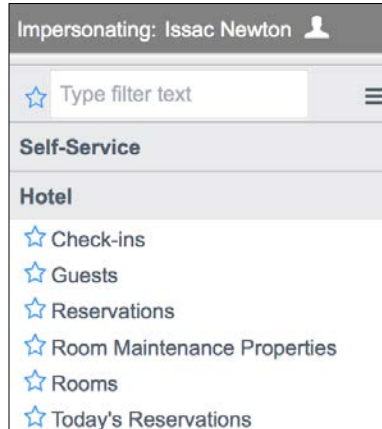 Impersonating: Issac Newton
Type filter text
Self-Service
Hotel
Check-ins
Guests
Reservations
Room Maintenance Properties
Rooms
Today's Reservations